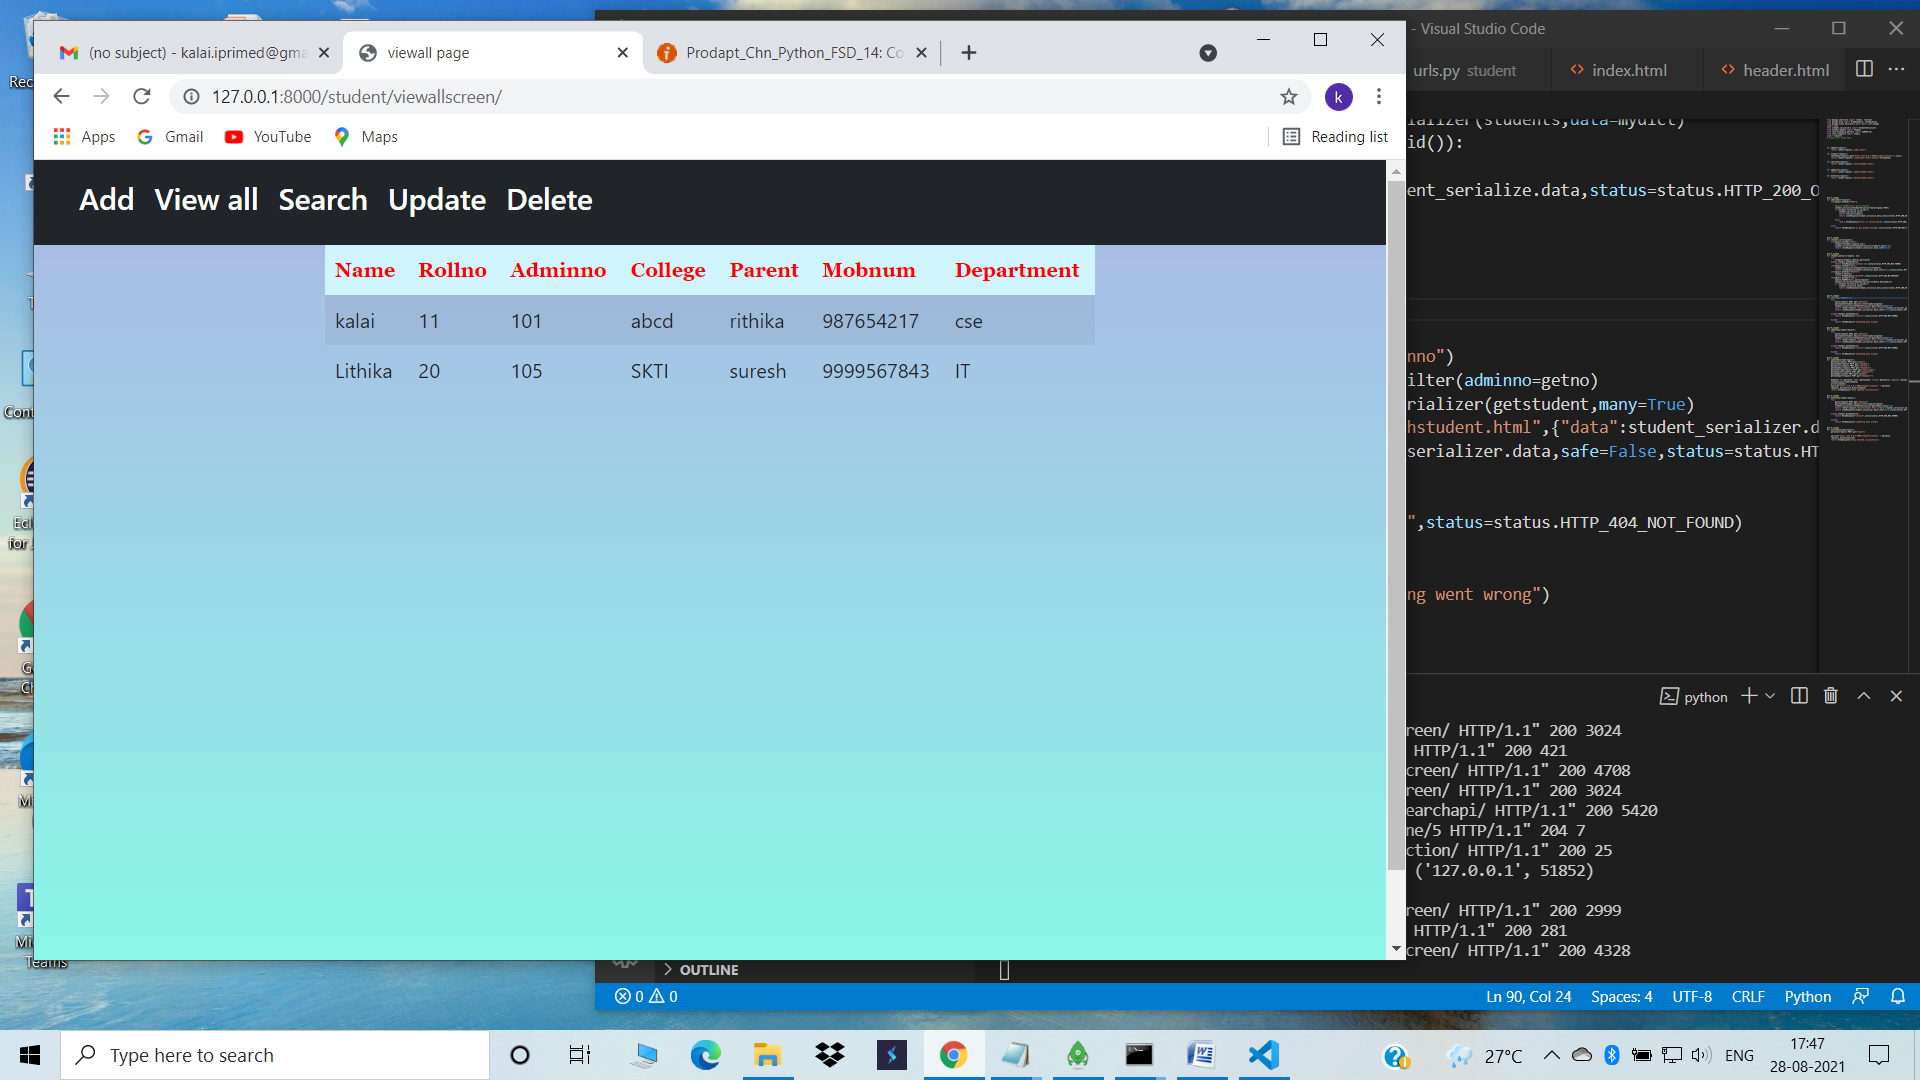 (no subject) - kalai.iprimed@gma
viewall page
Prodapt_Chn_Python_FSD_14: Co
127.0.0.1:8000/student/viewallscreen/
k
Apps
Gmail
YouTube
Maps
Reading list
Add View all Search Update Delete
Name Rollno Adminno College Parent Mobnum Department
kalai 11 101 abcd rithika 987654217 cse
Lithika 20 105 SKTI suresh 9999567843 IT
- Visual Studio Code
urls.py student
index.html
header.html
ializer(students,data=mydict)
id()):
ent_serialize.data,status=status.HTTP_200_O
nno")
ilter(adminno=getno)
rializer(getstudent,many=True)
hstudent.html",{"data":student_serializer.d
serializer.data,safe=False,status=status.HT
",status=status.HTTP_404_NOT_FOUND)
ng went wrong")
python
reen/ HTTP/1.1" 200 3024
HTTP/1.1" 200 421
creen/ HTTP/1.1" 200 4708
reen/ HTTP/1.1" 200 3024
earchapi/ HTTP/1.1" 200 5420
ne/5 HTTP/1.1" 204 7
ction/ HTTP/1.1" 200 25
('127.0.0.1', 51852)
reen/ HTTP/1.1" 200 2999
HTTP/1.1" 200 281
creen/ HTTP/1.1" 200 4328
OUTLINE
0 0
Ln 90, Col 24 Spaces: 4 UTF-8 CRLF Python
Rec
Cont
Ecl
for J
G
Ch
Mi
Mi
Teams
Type here to search
27°C
ENG
17:47
28-08-2021